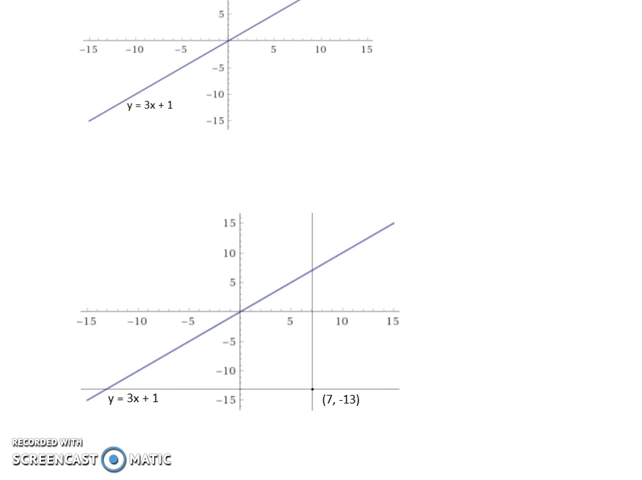 5
-15 -10 -5 5 10 15
-5
-10
y = 3x + 1
-15
15
10
5
-15 -10 -5 5 10 15
-5
-10
y = 3x + 1
-15
(7, -13)
RECORDED WITH
SCREENCAST MATIC